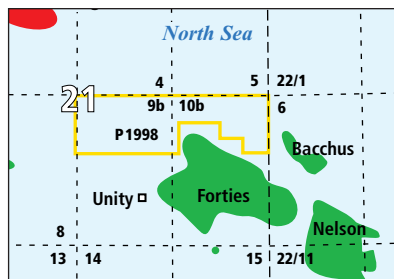 North Sea
4
5
22/1
21
9b
10b
6
P1998
Bacchus
Unity
Forties
Nelson
8
13
14
15
22/11